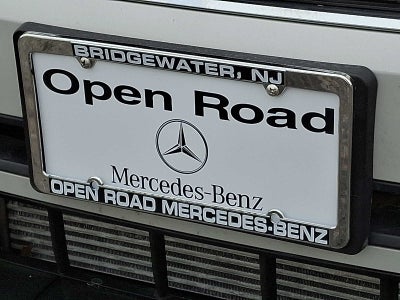 BRIDGEWATER, NJ
Open Road
Mercedes-Benz
OPEN ROAD MERCEDES-BENZ